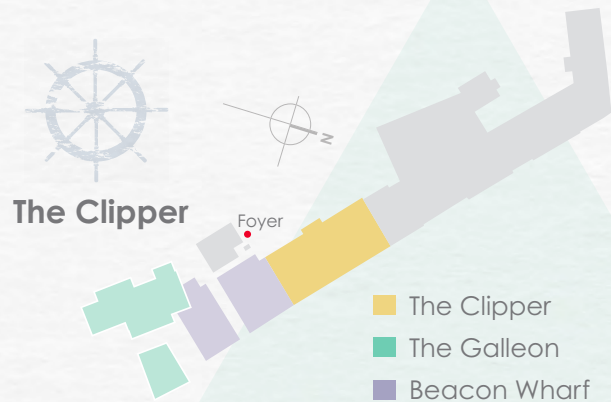 N
The Clipper
Foyer
The Clipper
The Galleon
Beacon Wharf